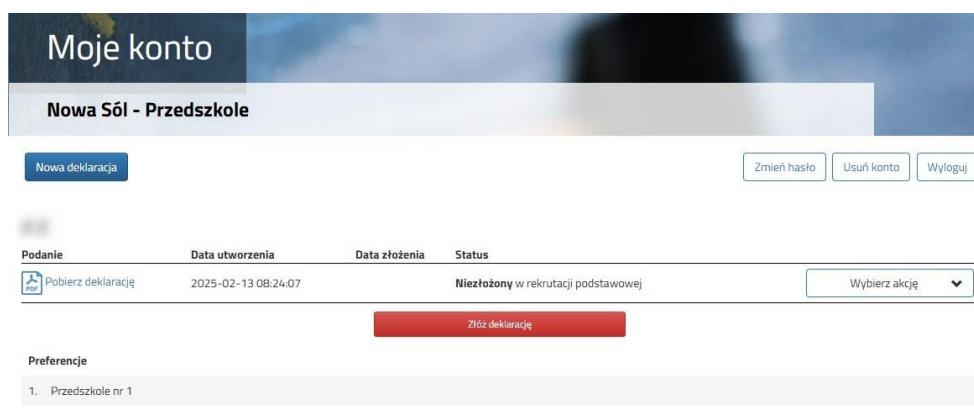 Moje konto
Nowa Sól - Przedszkole
Nowa deklaracja Zmień hasło Usuń konto Wyloguj
Podanie Data utworzenia Data złożenia Status
PDF Pobierz deklarację 2025-02-13 08:24:07 Niezłożony w rekrutacji podstawowej Wybierz akcję
Złóż deklarację
Preferencje
1. Przedszkole nr 1